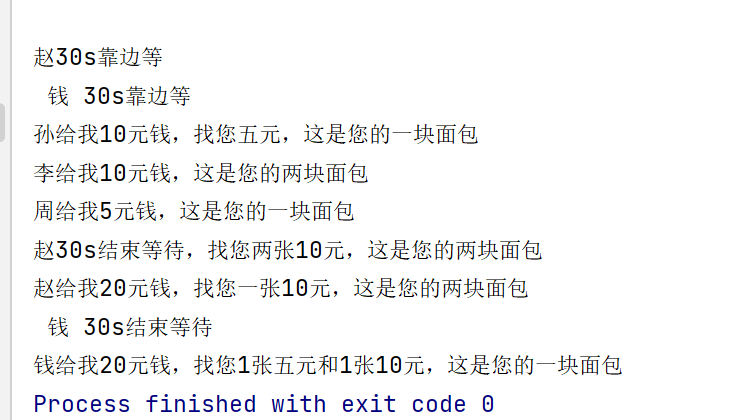 赵30s靠边等
钱 30s靠边等
孙给我10元钱，找您五元，这是您的一块面包
李给我10元钱，这是您的两块面包
周给我5元钱，这是您的一块面包
赵30s结束等待，找您两张10元，这是您的两块面包
赵给我20元钱，找您一张10元，这是您的两块面包
钱 30s结束等待
钱给我20元钱，找您1张五元和1张10元，这是您的一块面包
Process finished with exit code 0